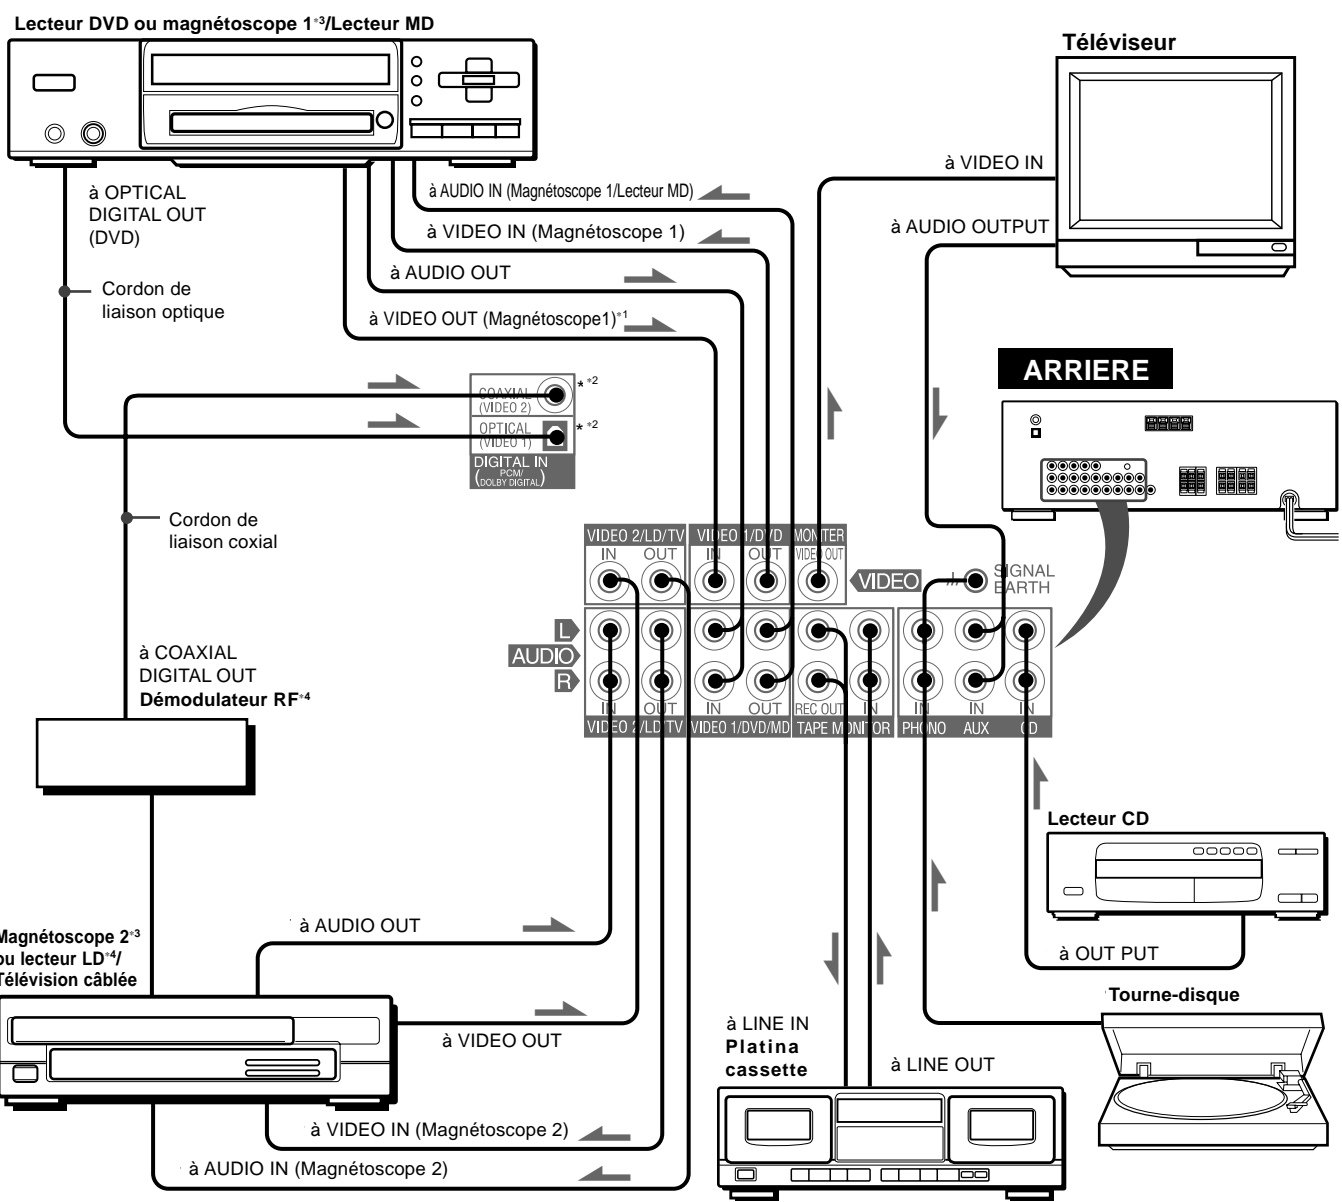 Lecteur DVD ou magnétoscope 1*3/Lecteur MD
Téléviseur
à VIDEO IN
à AUDIO OUTPUT
à OPTICAL
DIGITAL OUT
(DVD)
à AUDIO IN (Magnétoscope 1/Lecteur MD)
à VIDEO IN (Magnétoscope 1)
à AUDIO OUT
à VIDEO OUT (Magnétoscope1)*1
Cordon de
liaison optique
ARRIERE
COAXIAL
(VIDEO 2)
* *2
OPTICAL
(VIDEO 1)
* *2
DIGITAL IN
(PCM/
DOLBY DIGITAL)
Cordon de
liaison coxial
VIDEO 2/LD/TV
VIDEO 1/DVD
MONITER
IN
OUT
IN
OUT
VIDEO OUT
VIDEO
SIGNAL
EARTH
L
AUDIO
R
IN
OUT
IN
OUT
REC OUT
IN
IN
IN
IN
VIDEO 2/LD/TV
VIDEO 1/DVD/MD
TAPE MONITOR
PHONO
AUX
CD
à COAXIAL
DIGITAL OUT
Démodulateur RF*4
Lecteur CD
à OUT PUT
Magnétoscope 2*3
ou lecteur LD*4/
Télévision câblée
à AUDIO OUT
à VIDEO OUT
à VIDEO IN (Magnétoscope 2)
à AUDIO IN (Magnétoscope 2)
à LINE IN
Platina
cassette
à LINE OUT
Tourne-disque